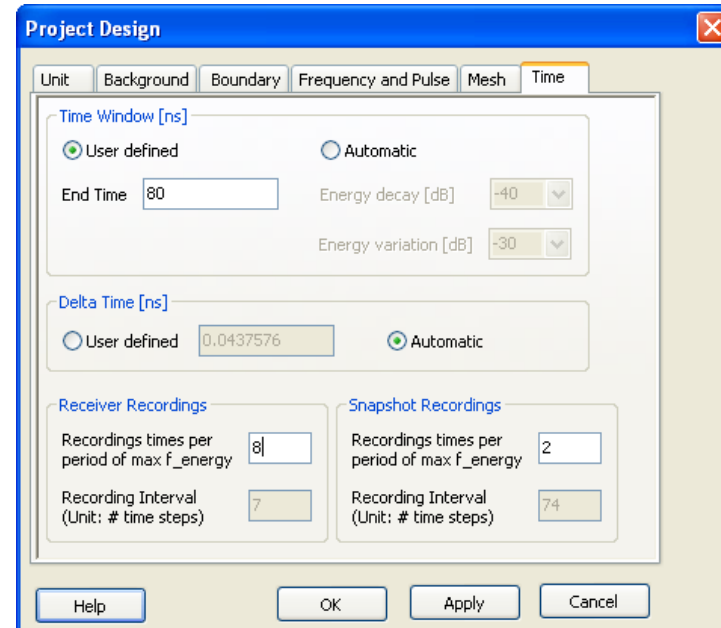 Project Design
Unit Background Boundary Frequency and Pulse Mesh Time
Time Window [ns]
User defined Automatic
End Time 80 Energy decay [dB] -40
Energy variation [dB] -30
Delta Time [ns]
User defined 0.0437576 Automatic
Receiver Recordings Snapshot Recordings
Recordings times per Recordings times per
period of max f_energy 8 period of max f_energy 2
Recording Interval Recording Interval
(Unit: # time steps) 7 (Unit: # time steps) 74
Help OK Apply Cancel